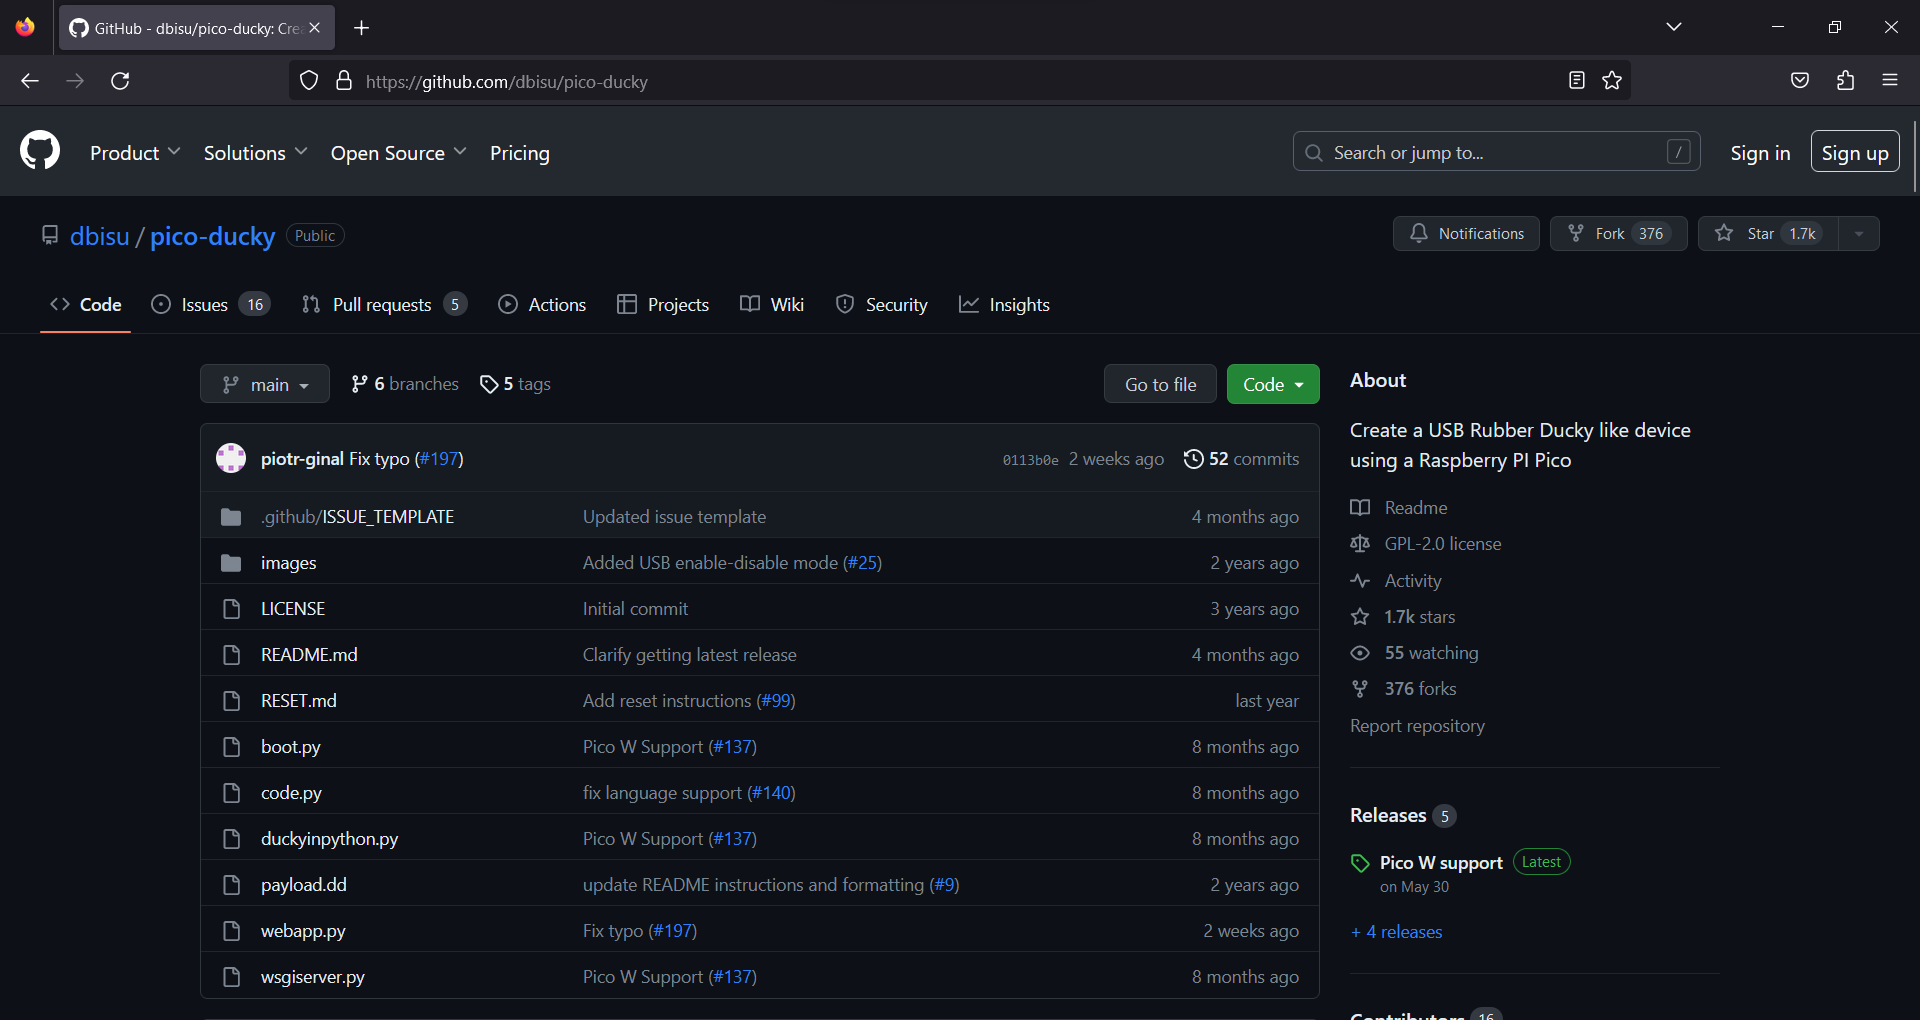 GitHub - dbisu/pico-ducky: Crea
https://github.com/dbisu/pico-ducky
Product Solutions Open Source Pricing
Search or jump to... /
Sign in
Sign up
dbisu / pico-ducky Public
Notifications
Fork 376
Star 1.7k
Code
Issues 16
Pull requests 5
Actions
Projects
Wiki
Security
Insights
main
6 branches
5 tags
Go to file
Code
piotr-ginal Fix typo (#197) 0113b0e 2 weeks ago 52 commits
.github/ISSUE_TEMPLATE Updated issue template 4 months ago
images Added USB enable-disable mode (#25) 2 years ago
LICENSE Initial commit 3 years ago
README.md Clarify getting latest release 4 months ago
RESET.md Add reset instructions (#99) last year
boot.py Pico W Support (#137) 8 months ago
code.py fix language support (#140) 8 months ago
duckyinpython.py Pico W Support (#137) 8 months ago
payload.dd update README instructions and formatting (#9) 2 years ago
webapp.py Fix typo (#197) 2 weeks ago
wsgiserver.py Pico W Support (#137) 8 months ago
About
Create a USB Rubber Ducky like device
using a Raspberry PI Pico
Readme
GPL-2.0 license
Activity
1.7k stars
55 watching
376 forks
Report repository
Releases 5
Pico W support Latest
on May 30
+ 4 releases
Contributors 16